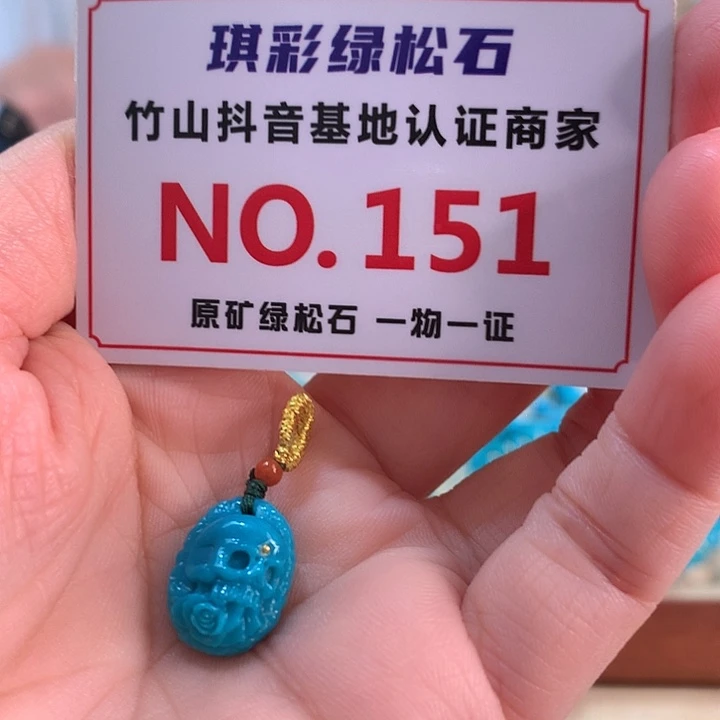 琪彩绿松石
竹山抖音基地认证商家
NO.151
原矿绿松石 一物一证